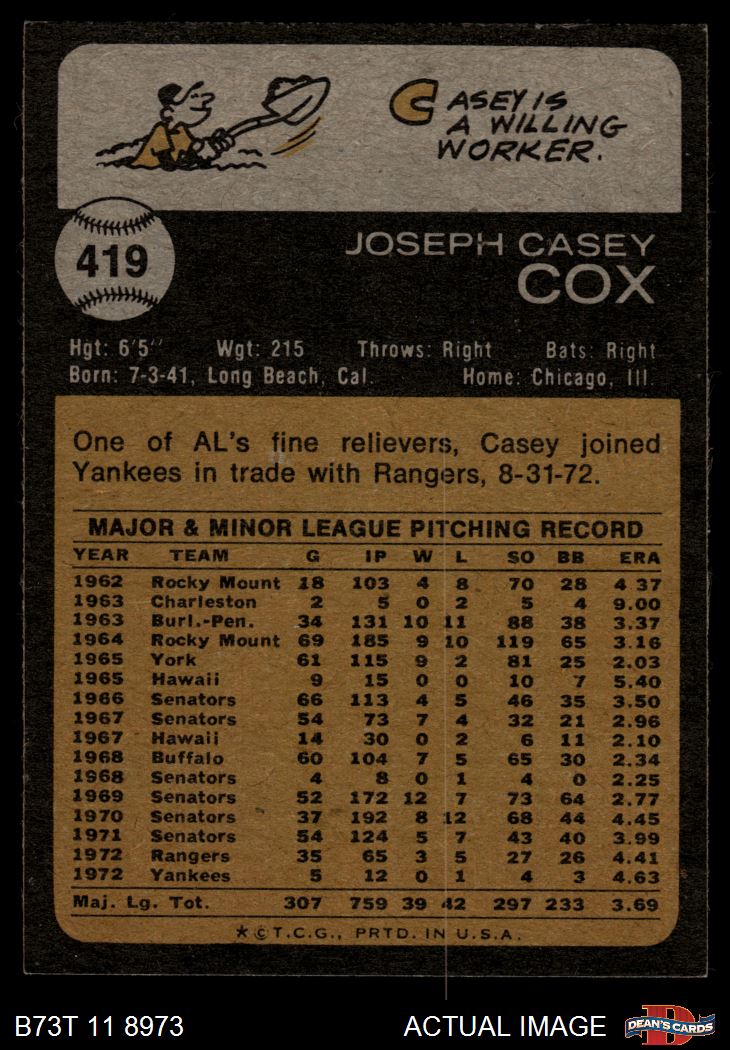 CASEY IS
A WILLING
WORKER.
419
JOSEPH CASEY
COX
Hgt: 6'5" Wgt: 215 Throws: Right Bats: Right
Born: 7-3-41, Long Beach, Cal. Home: Chicago, Ill.
One of AL's fine relievers, Casey joined
Yankees in trade with Rangers, 8-31-72.
MAJOR & MINOR LEAGUE PITCHING RECORD
YEAR TEAM G IP W L SO BB ERA
1962 Rocky Mount 18 103 4 8 70 28 4.37
1963 Charleston 2 5 0 2 5 4 9.00
1963 Burl.-Pen. 34 131 10 11 88 38 3.37
1964 Rocky Mount 69 185 9 10 119 65 3.16
1965 York 61 115 9 2 81 25 2.03
1965 Hawaii 9 15 0 0 10 7 5.40
1966 Senators 66 113 4 5 46 35 3.50
1967 Senators 54 73 7 4 32 21 2.96
1967 Hawaii 14 30 0 2 6 11 2.10
1968 Buffalo 60 104 7 5 65 30 2.34
1968 Senators 4 8 0 1 4 0 2.25
1969 Senators 52 172 12 7 73 64 2.77
1970 Senators 37 192 8 12 68 44 4.45
1971 Senators 54 124 5 7 43 40 3.99
1972 Rangers 35 65 3 5 27 26 4.41
1972 Yankees 5 12 0 1 4 3 4.63
Maj. Lg. Tot. 307 759 39 42 297 233 3.69
★ © T.C.G., PRTD. IN U.S.A.
B73T 11 8973 ACTUAL IMAGE
D
DEAN'S CARDS